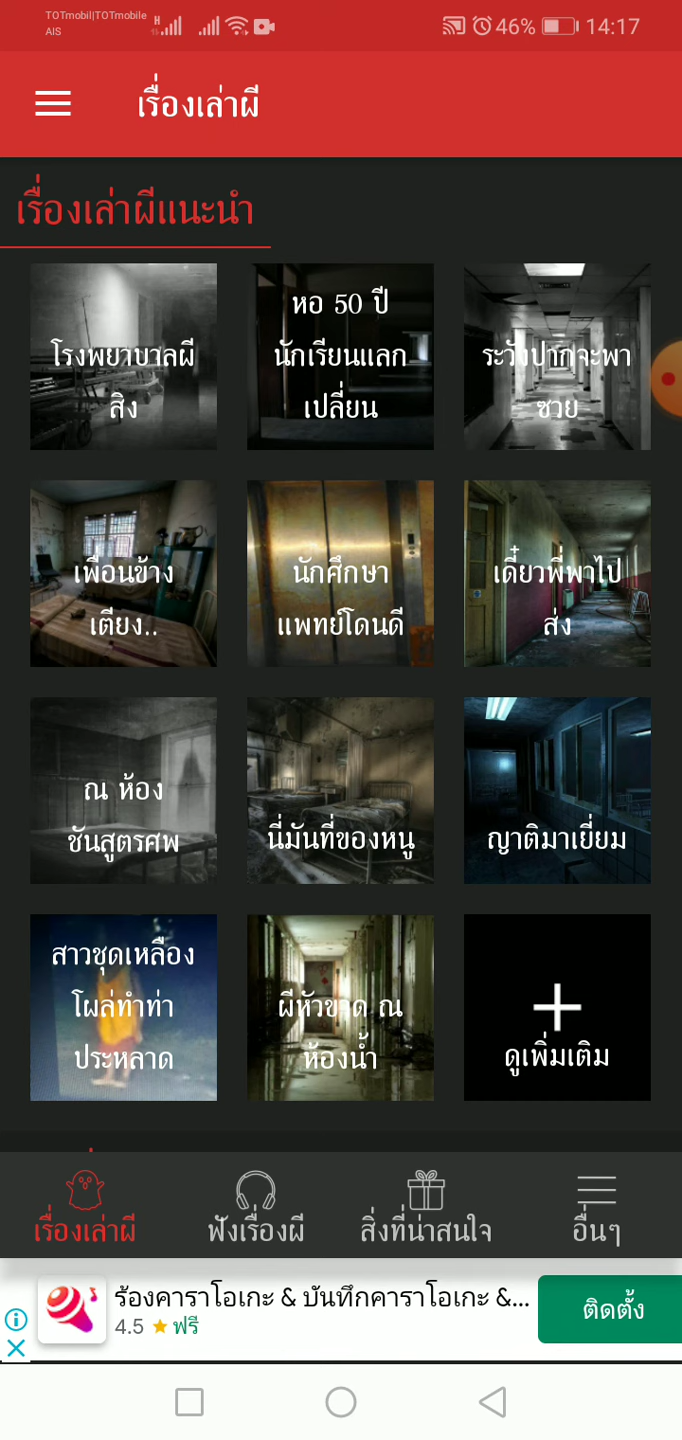 TOTmobil|TOTmobile
AIS
H
46%
14:17
เรื่องเล่าผี
เรื่องเล่าผีแนะนำ
โรงพยาบาลผี
สิง
หอ 50 ปี
นักเรียนแลก
เปลี่ยน
ระวังปากจะพา
ซวย
เพื่อนข้าง
เตียง..
นักศึกษา
แพทย์โดนดี
เดี๋ยวพี่พาไป
ส่ง
ณ ห้อง
ชันสูตรศพ
นี่มันที่ของหนู
ญาติมาเยี่ยม
สาวชุดเหลือง
โผล่ทำท่า
ประหลาด
ผีหัวขาด ณ
ห้องน้ำ
ดูเพิ่มเติม
เรื่องเล่าผี
ฟังเรื่องผี
สิ่งที่น่าสนใจ
อื่นๆ
ร้องคาราโอเกะ & บันทึกคาราโอเกะ &...
4.5 ฟรี
ติดตั้ง